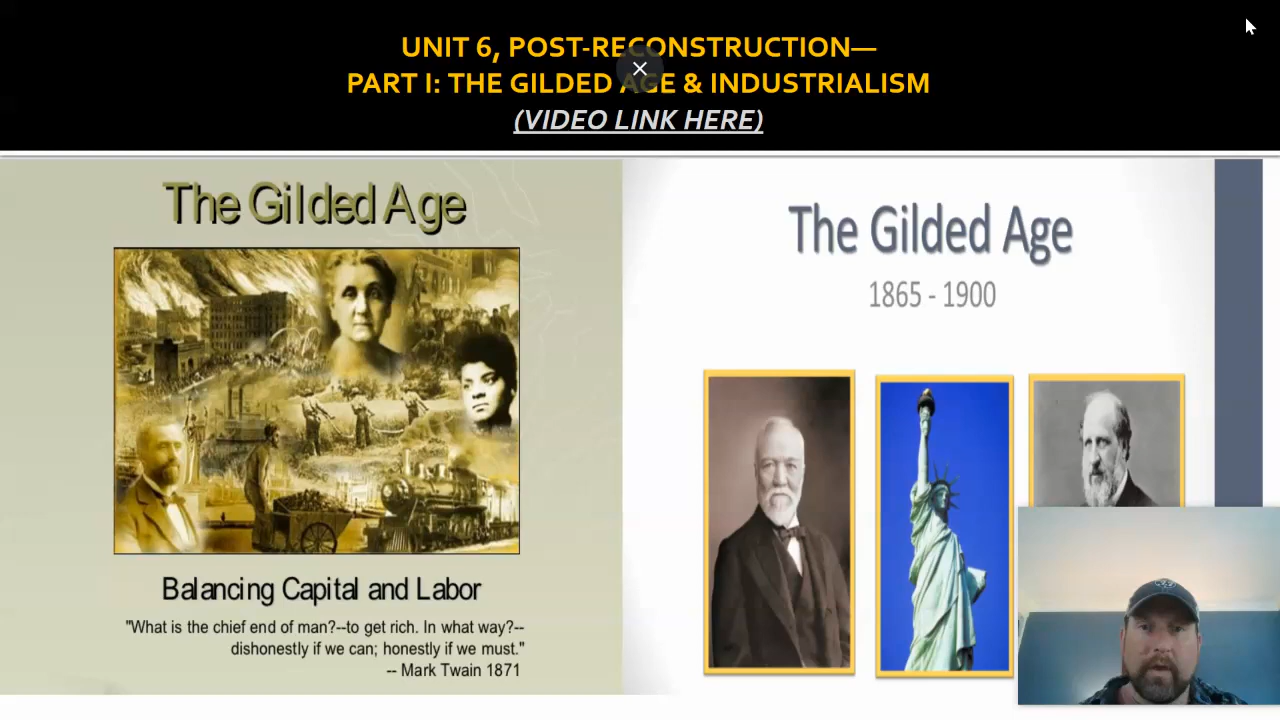 UNIT 6, POST-RECONSTRUCTION—
PART I: THE GILDED AGE & INDUSTRIALISM
(VIDEO LINK HERE)
The Gilded Age
Balancing Capital and Labor
"What is the chief end of man?--to get rich. In what way?--
dishonestly if we can; honestly if we must."
-- Mark Twain 1871
The Gilded Age
1865 - 1900